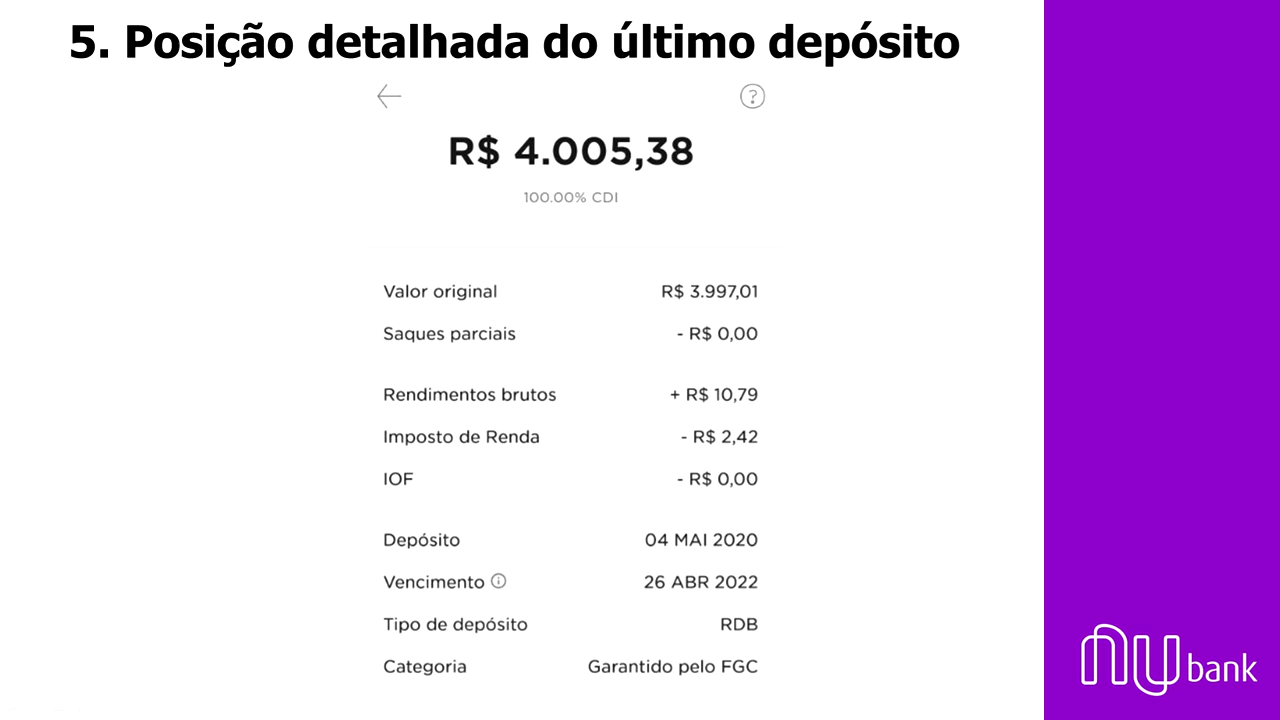 5. Posição detalhada do último depósito
R$ 4.005,38
100.00% CDI
Valor original R$ 3.997,01
Saques parciais - R$ 0,00
Rendimentos brutos + R$ 10,79
Imposto de Renda - R$ 2,42
IOF - R$ 0,00
Depósito 04 MAI 2020
Vencimento 26 ABR 2022
Tipo de depósito RDB
Categoria Garantido pelo FGC
nu bank